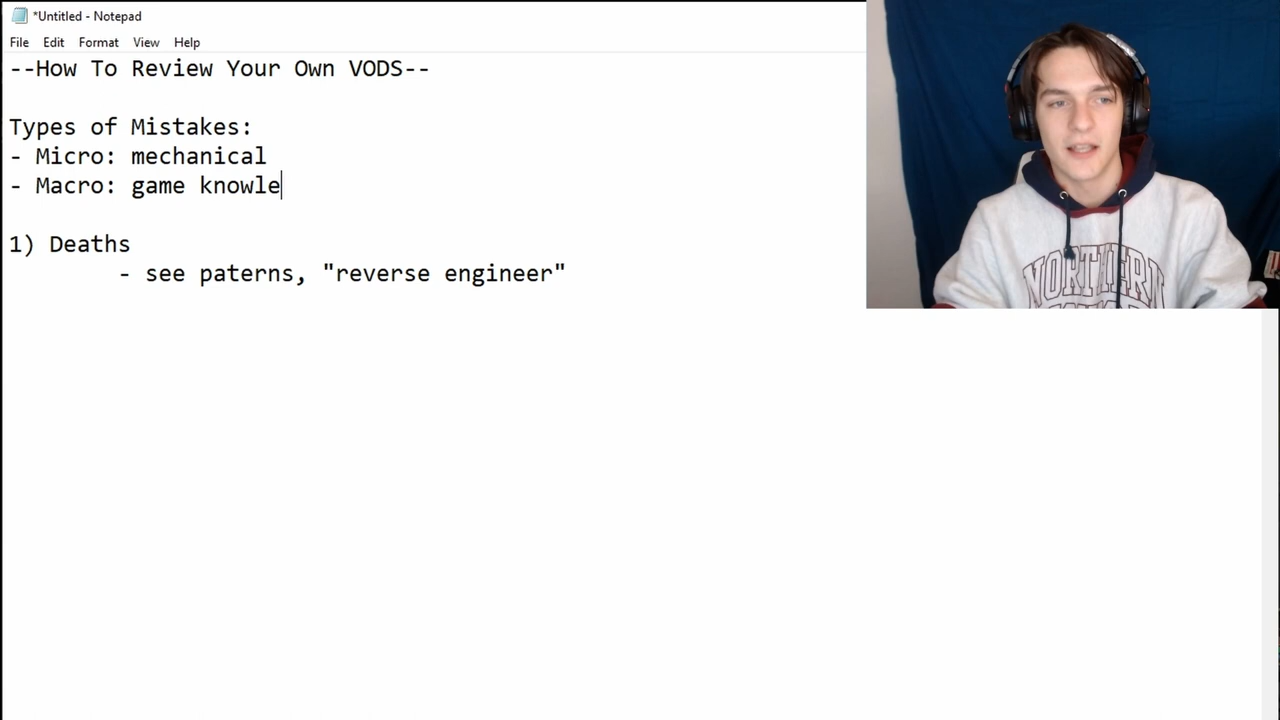 *Untitled - Notepad
File Edit Format View Help
--How To Review Your Own VODS--
Types of Mistakes:
- Micro: mechanical
- Macro: game knowle
1) Deaths
- see paterns, "reverse engineer"
NORTHERN